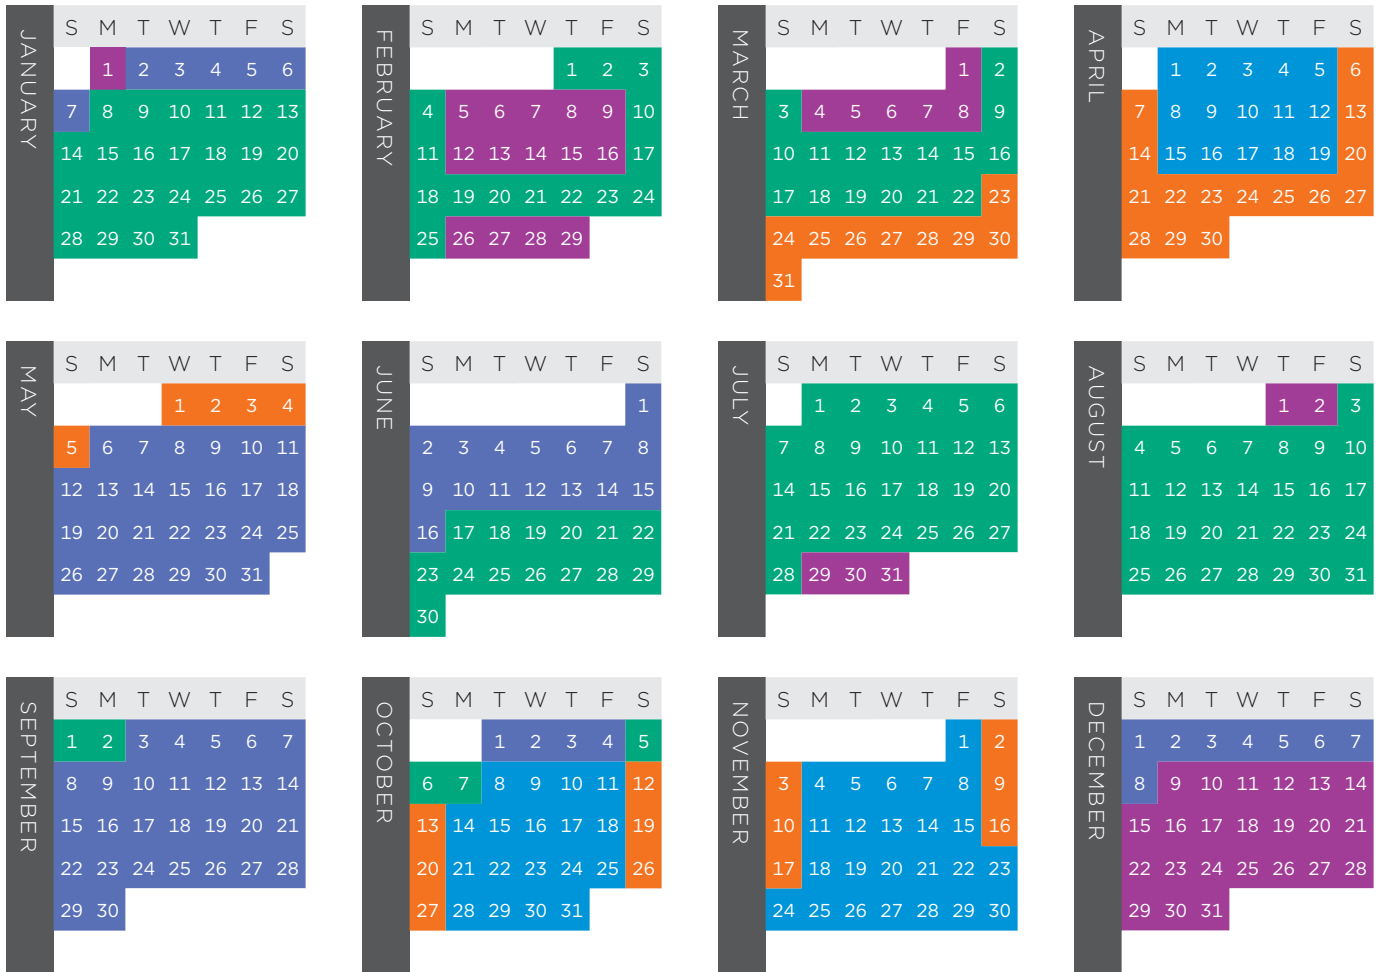 JANUARY
S M T W T F S
1 2 3 4 5 6
7 8 9 10 11 12 13
14 15 16 17 18 19 20
21 22 23 24 25 26 27
28 29 30 31
FEBRUARY
S M T W T F S
1 2 3
4 5 6 7 8 9 10
11 12 13 14 15 16 17
18 19 20 21 22 23 24
25 26 27 28 29
MARCH
S M T W T F S
1 2
3 4 5 6 7 8 9
10 11 12 13 14 15 16
17 18 19 20 21 22 23
24 25 26 27 28 29 30
31
APRIL
S M T W T F S
1 2 3 4 5 6
7 8 9 10 11 12 13
14 15 16 17 18 19 20
21 22 23 24 25 26 27
28 29 30
MAY
S M T W T F S
1 2 3 4
5 6 7 8 9 10 11
12 13 14 15 16 17 18
19 20 21 22 23 24 25
26 27 28 29 30 31
JUNE
S M T W T F S
1
2 3 4 5 6 7 8
9 10 11 12 13 14 15
16 17 18 19 20 21 22
23 24 25 26 27 28 29
30
JULY
S M T W T F S
1 2 3 4 5 6
7 8 9 10 11 12 13
14 15 16 17 18 19 20
21 22 23 24 25 26 27
28 29 30 31
AUGUST
S M T W T F S
1 2 3
4 5 6 7 8 9 10
11 12 13 14 15 16 17
18 19 20 21 22 23 24
25 26 27 28 29 30 31
SEPTEMBER
S M T W T F S
1 2 3 4 5 6 7
8 9 10 11 12 13 14
15 16 17 18 19 20 21
22 23 24 25 26 27 28
29 30
OCTOBER
S M T W T F S
1 2 3 4 5
6 7 8 9 10 11 12
13 14 15 16 17 18 19
20 21 22 23 24 25 26
27 28 29 30 31
NOVEMBER
S M T W T F S
1 2
3 4 5 6 7 8 9
10 11 12 13 14 15 16
17 18 19 20 21 22 23
24 25 26 27 28 29 30
DECEMBER
S M T W T F S
1 2 3 4 5 6 7
8 9 10 11 12 13 14
15 16 17 18 19 20 21
22 23 24 25 26 27 28
29 30 31